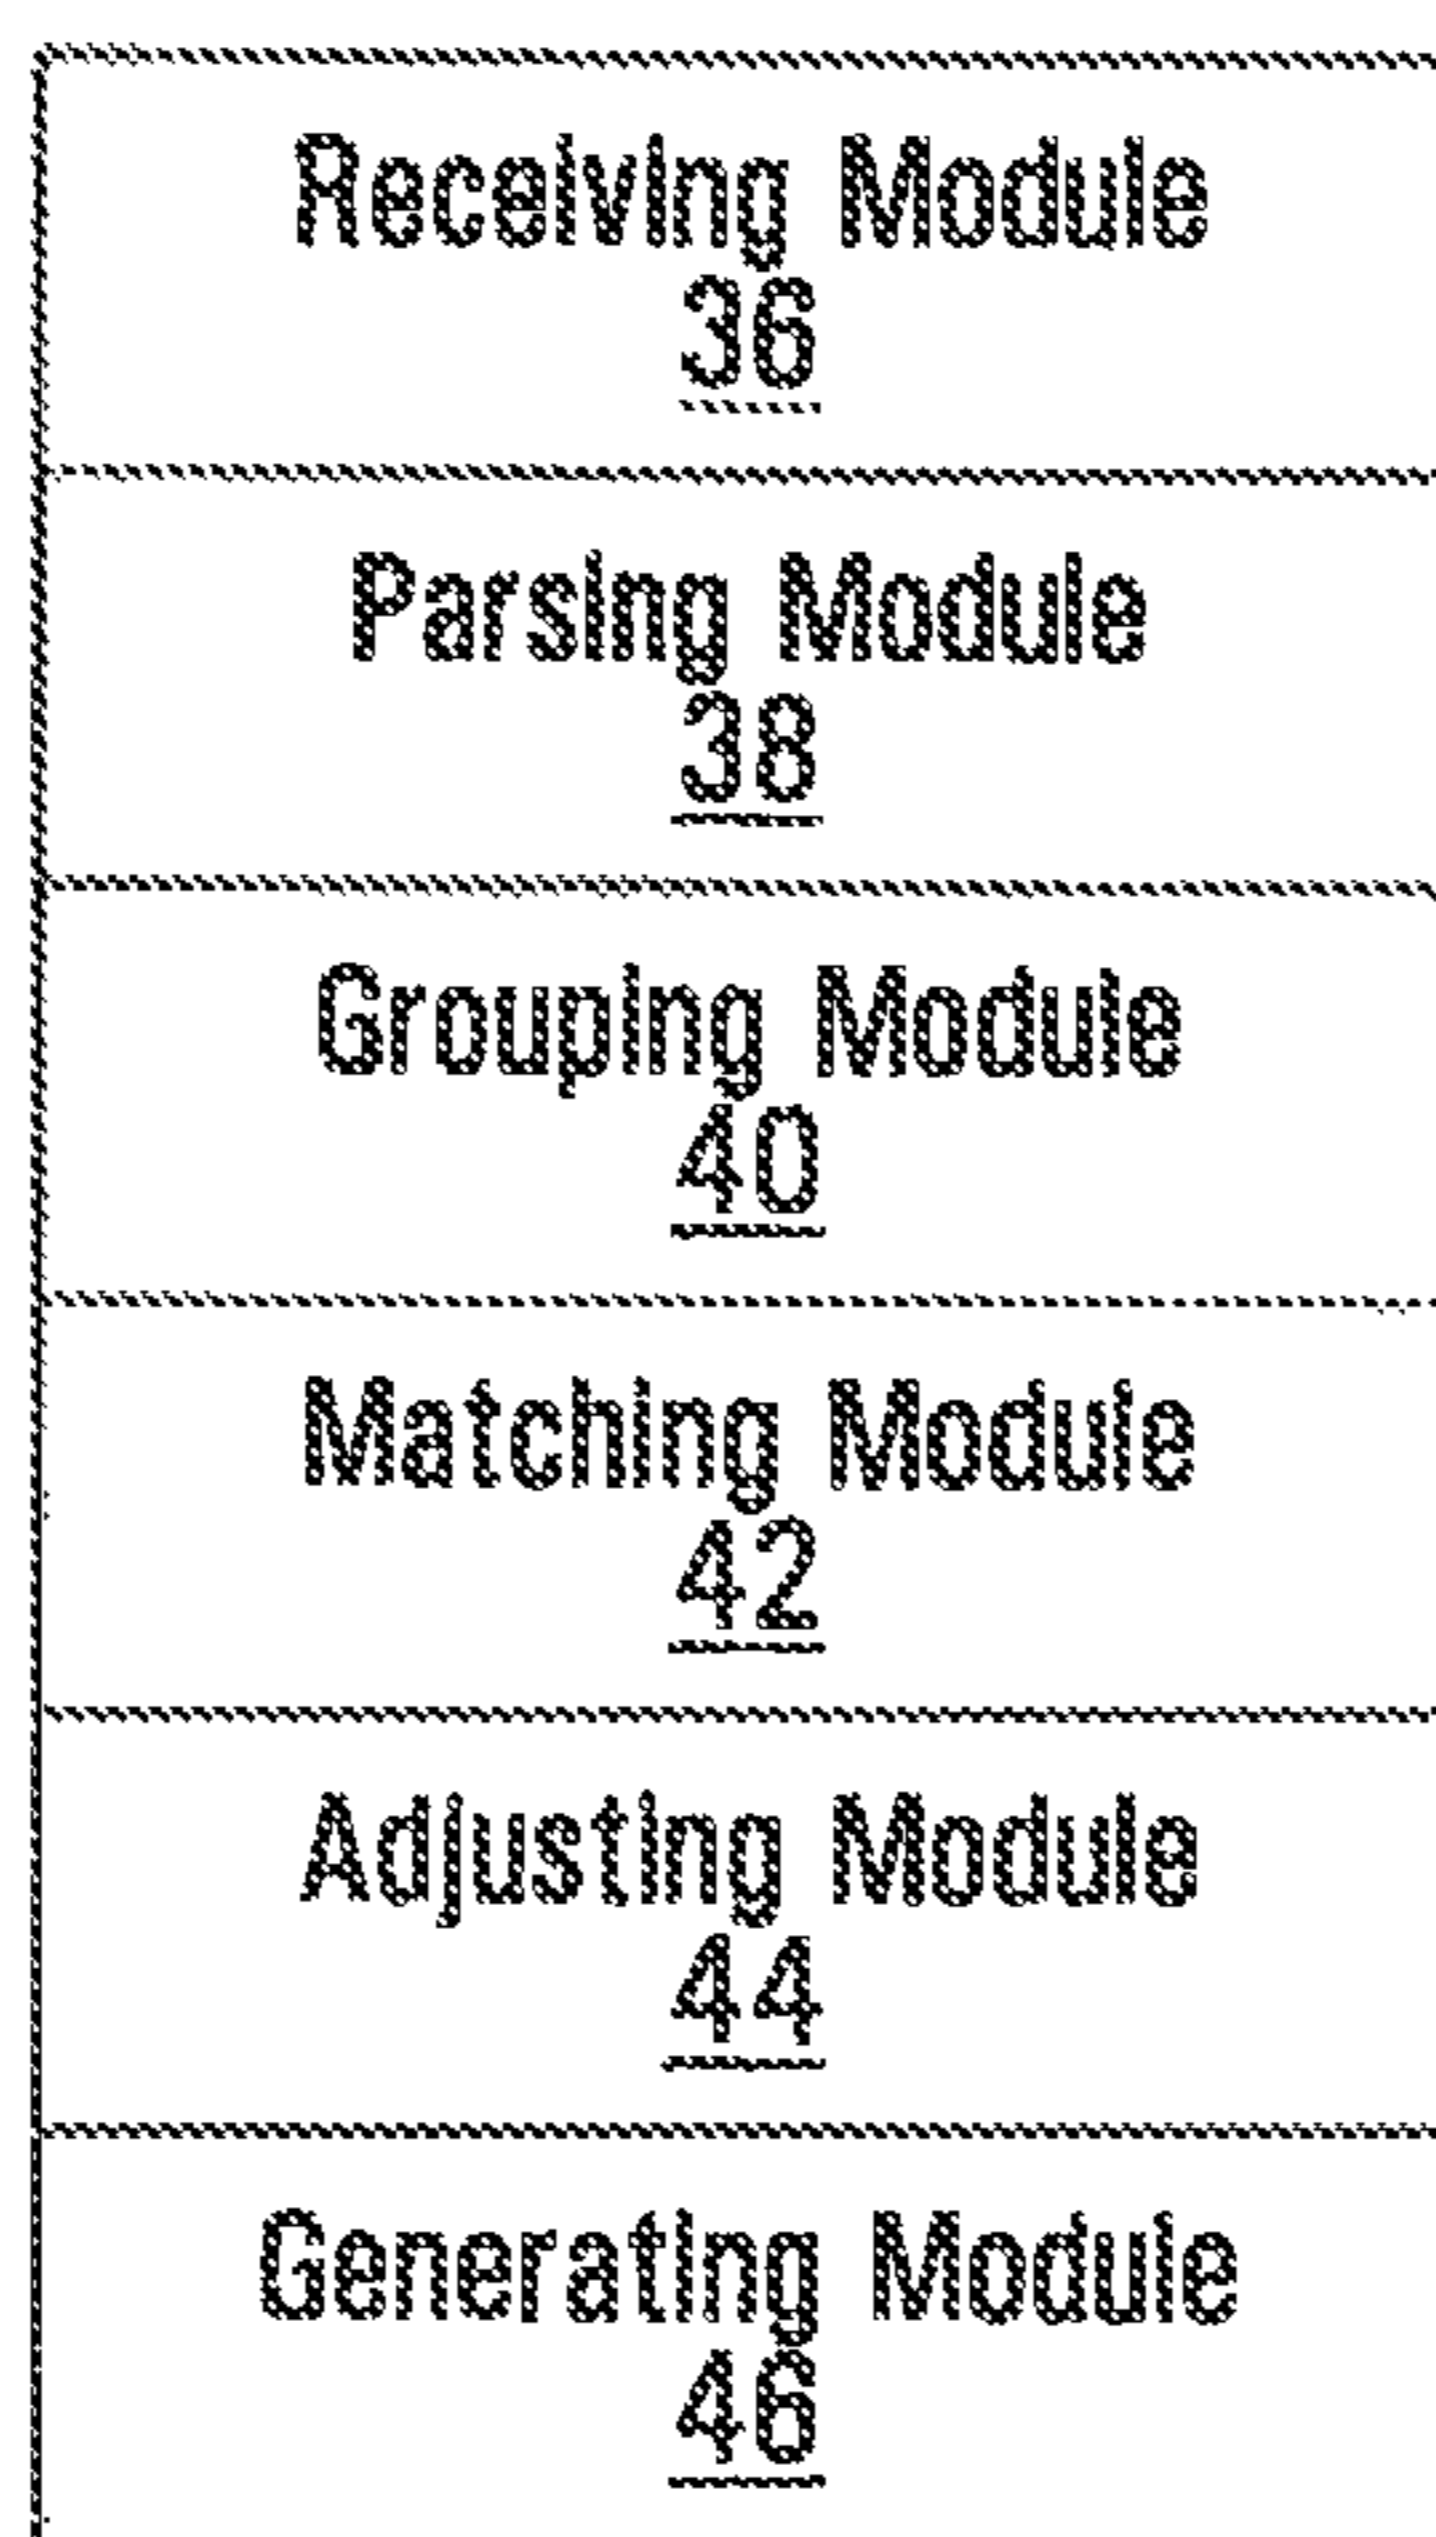 Receiving Module
36
Parsing Module
38
Grouping Module
40
Matching Module
42
Adjusting Module
44
Generating Module
46